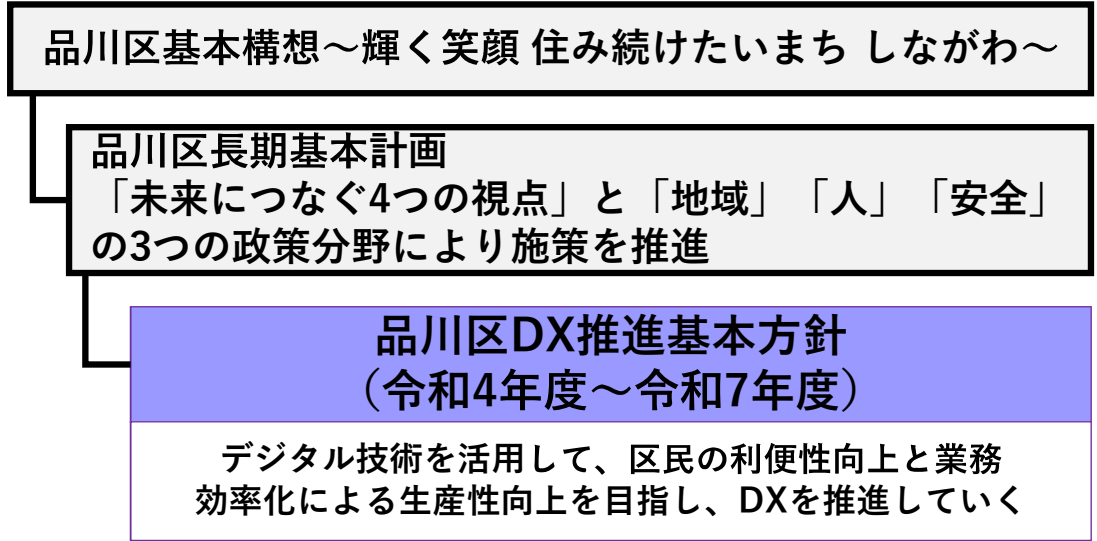 品川区基本構想～輝く笑顔 住み続けたいまち しながわ～
品川区長期基本計画
「未来につなぐ4つの視点」と「地域」「人」「安全」
の3つの政策分野により施策を推進
品川区DX推進基本方針
（令和4年度～令和7年度）
デジタル技術を活用して、区民の利便性向上と業務
効率化による生産性向上を目指し、DXを推進していく